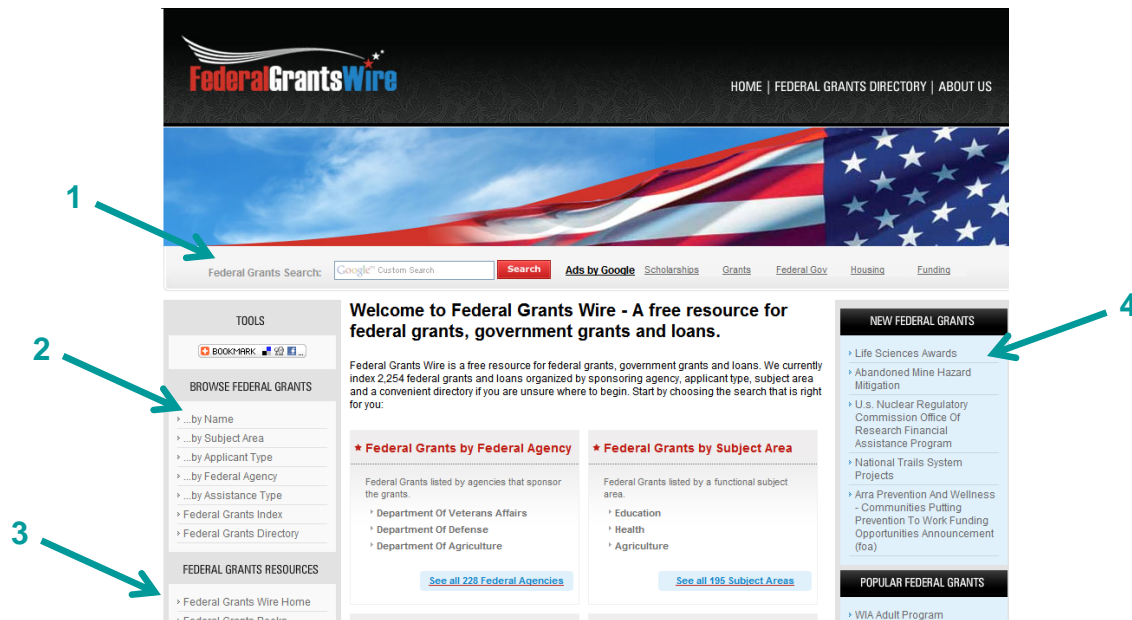 FederalGrantsWire
HOME | FEDERAL GRANTS DIRECTORY | ABOUT US
1
Federal Grants Search:
Google™ Custom Search
Search
Ads by Google
Scholarships
Grants
Federal Gov
Housing
Funding
TOOLS
BOOKMARK
2
BROWSE FEDERAL GRANTS
...by Name
...by Subject Area
...by Applicant Type
...by Federal Agency
...by Assistance Type
Federal Grants Index
Federal Grants Directory
3
FEDERAL GRANTS RESOURCES
Federal Grants Wire Home
Federal Grants Books
Welcome to Federal Grants Wire - A free resource for
federal grants, government grants and loans.
Federal Grants Wire is a free resource for federal grants, government grants and loans. We currently
index 2,254 federal grants and loans organized by sponsoring agency, applicant type, subject area
and a convenient directory if you are unsure where to begin. Start by choosing the search that is right
for you:
Federal Grants by Federal Agency
Federal Grants listed by agencies that sponsor
the grants.
Department Of Veterans Affairs
Department Of Defense
Department Of Agriculture
See all 228 Federal Agencies
Federal Grants by Subject Area
Federal Grants listed by a functional subject
area.
Education
Health
Agriculture
See all 195 Subject Areas
4
NEW FEDERAL GRANTS
Life Sciences Awards
Abandoned Mine Hazard
Mitigation
U.s. Nuclear Regulatory
Commission Office Of
Research Financial
Assistance Program
National Trails System
Projects
Arra Prevention And Wellness
- Communities Putting
Prevention To Work Funding
Opportunities Announcement
(foa)
POPULAR FEDERAL GRANTS
WIA Adult Program